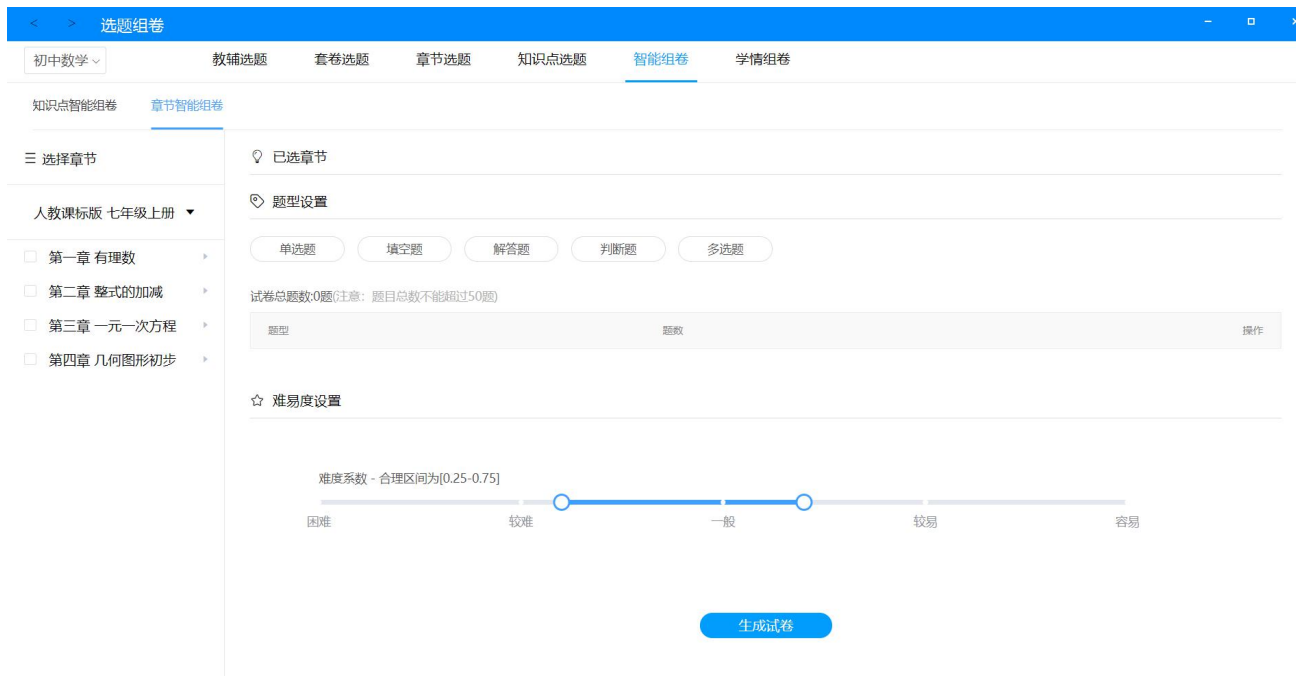 < > 选题组卷
初中数学 教辅选题 套卷选题 章节选题 知识点选题 智能组卷 学情组卷
知识点智能组卷 章节智能组卷
选择章节
人教课标版 七年级上册
第一章 有理数
第二章 整式的加减
第三章 一元一次方程
第四章 几何图形初步
已选章节
题型设置
单选题 填空题 解答题 判断题 多选题
试卷总题数:0题(注意：题目总数不能超过50题)
题型 题数 操作
难易度设置
难度系数 - 合理区间为[0.25-0.75]
困难 较难 一般 较易 容易
生成试卷